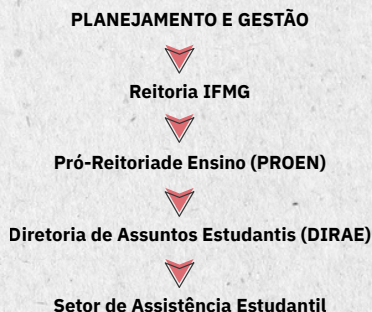 PLANEJAMENTO E GESTÃO
Reitoria IFMG
Pró-Reitoriade Ensino (PROEN)
Diretoria de Assuntos Estudantis (DIRAE)
Setor de Assistência Estudantil